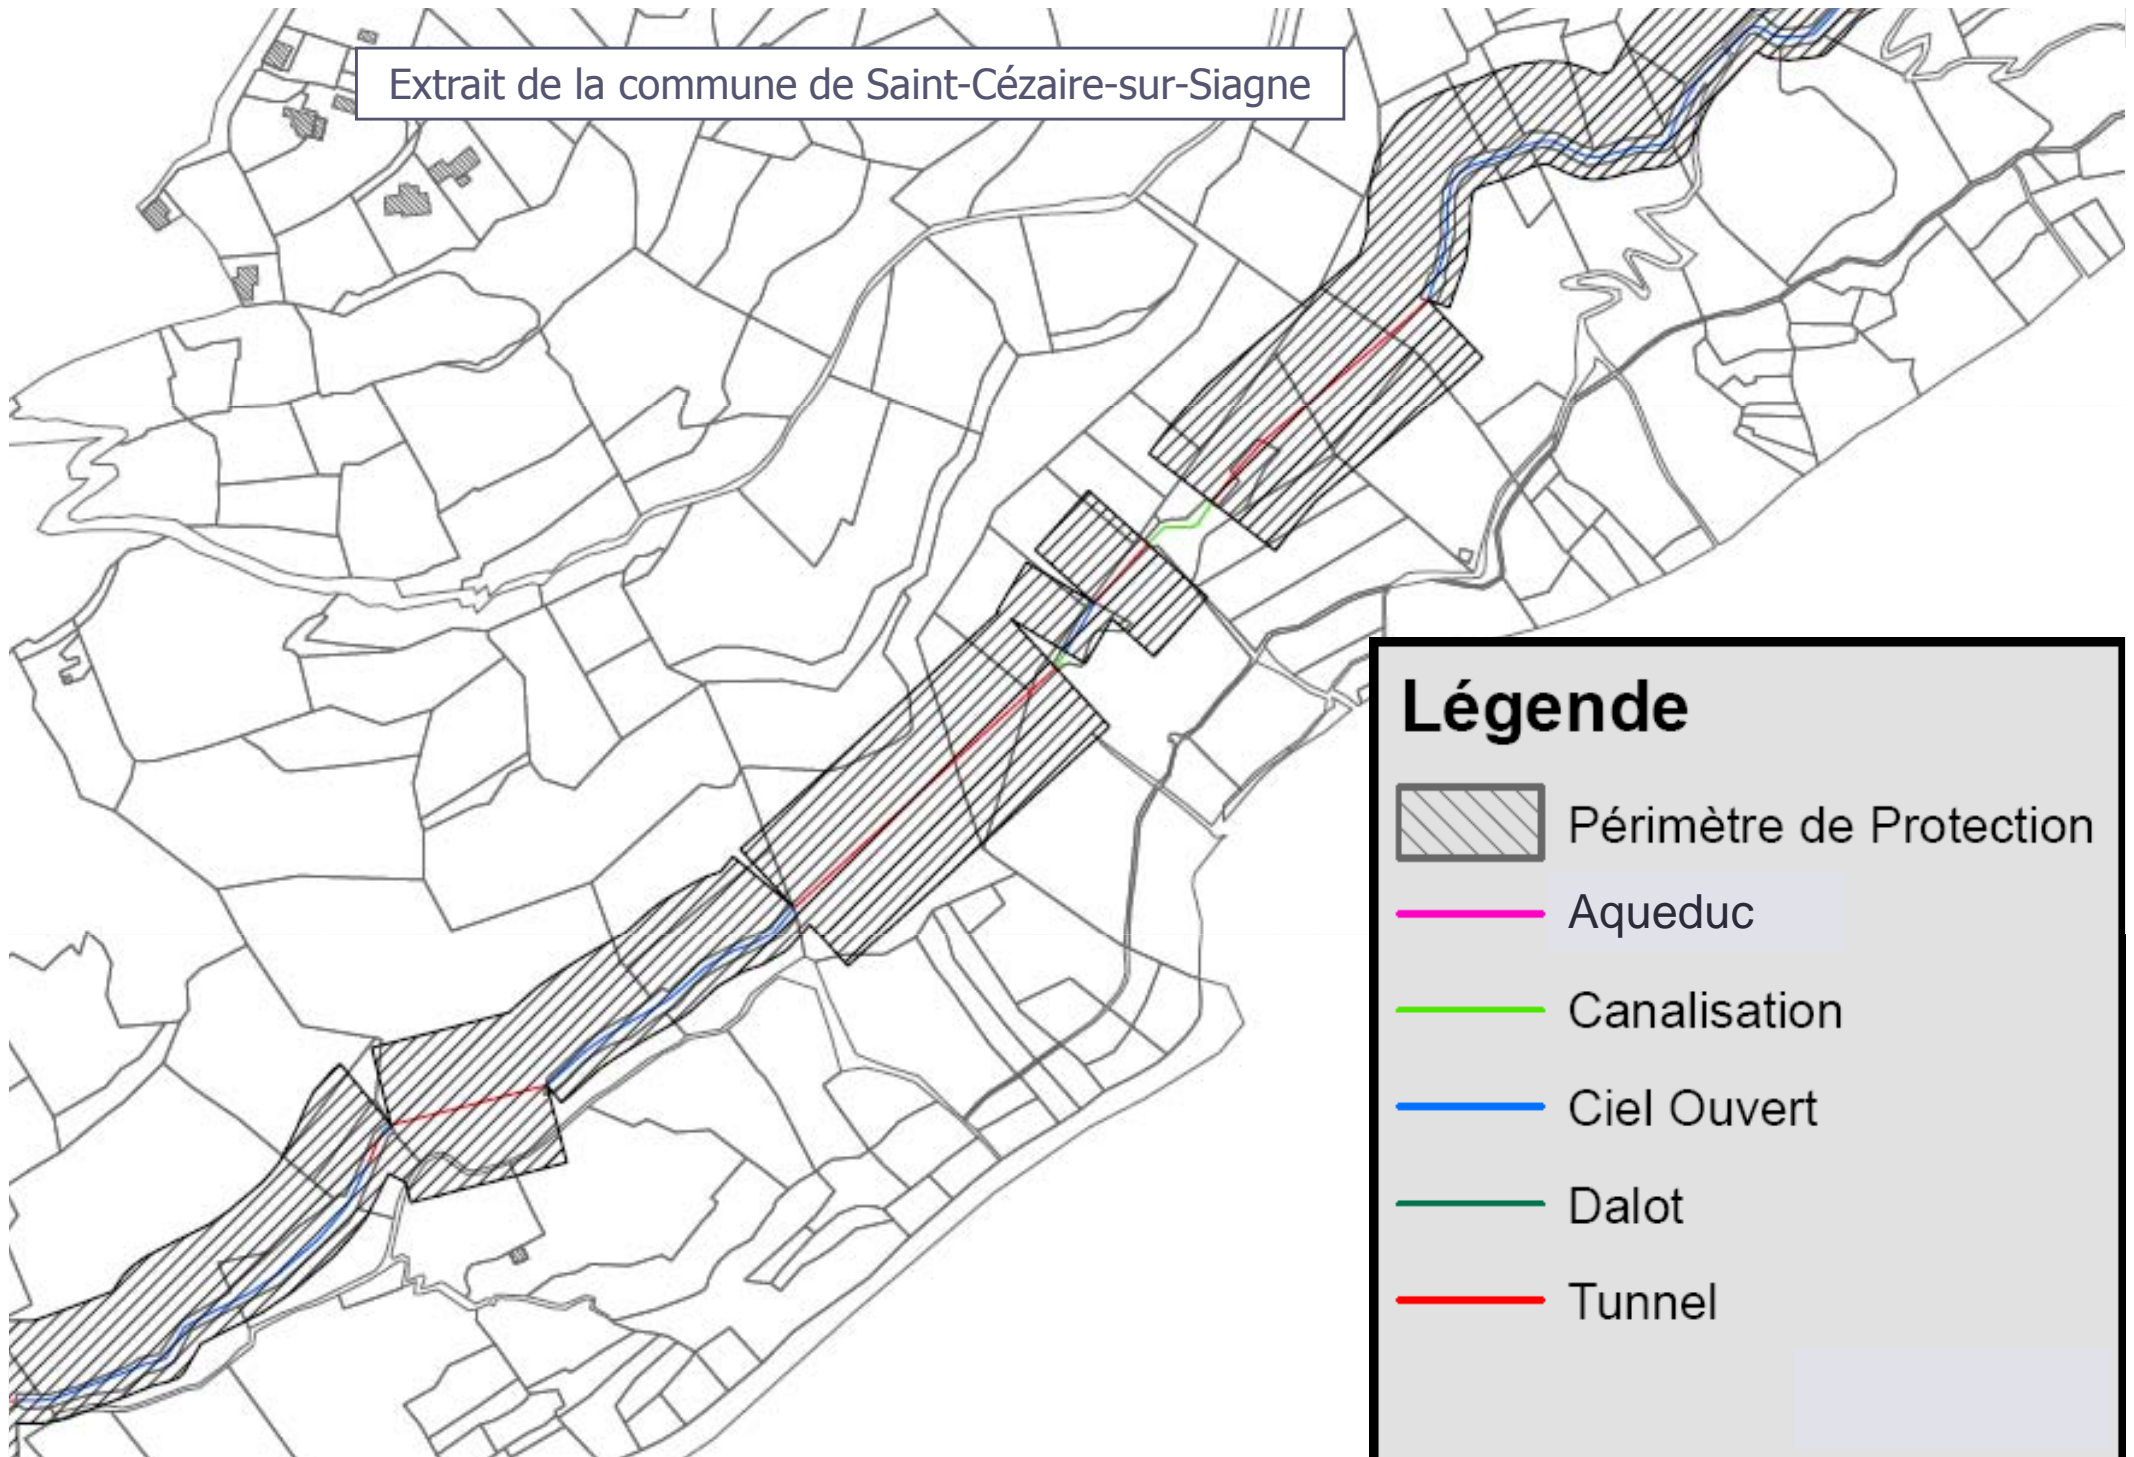 Extrait de la commune de Saint-Cézaire-sur-Siagne
Légende
Périmètre de Protection
Aqueduc
Canalisation
Ciel Ouvert
Dalot
Tunnel